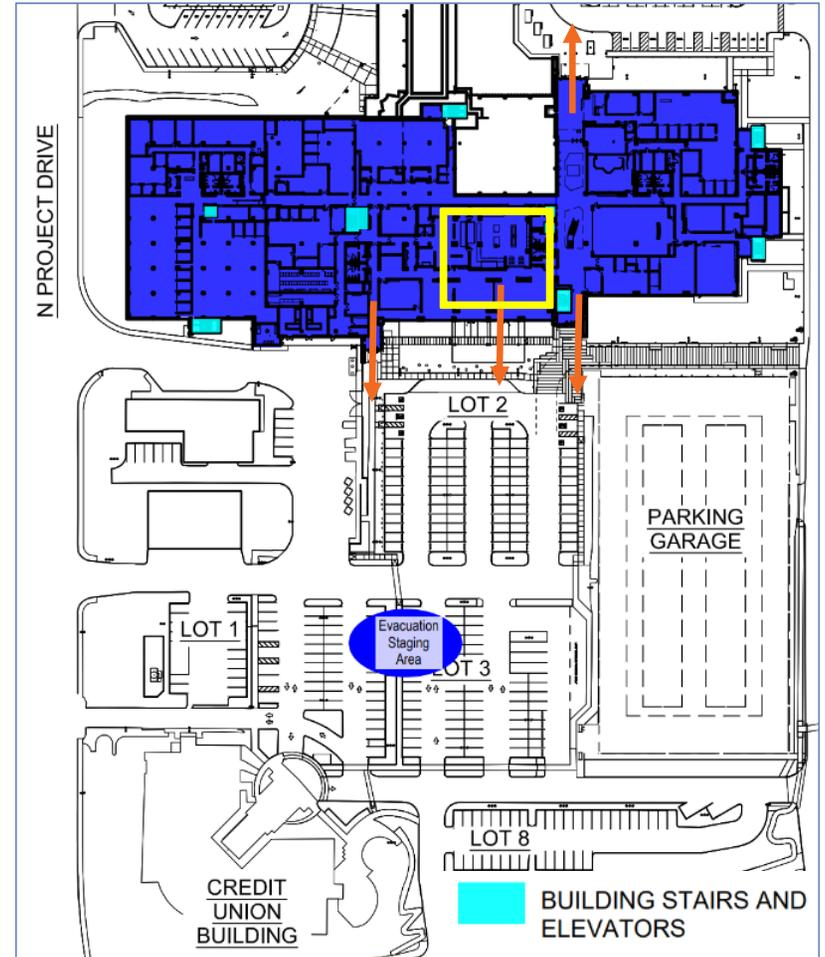 N PROJECT DRIVE
LOT 2
PARKING
GARAGE
LOT 1
Evacuation
Staging
Area
LOT 3
LOT 8
CREDIT
UNION
BUILDING
BUILDING STAIRS AND
ELEVATORS